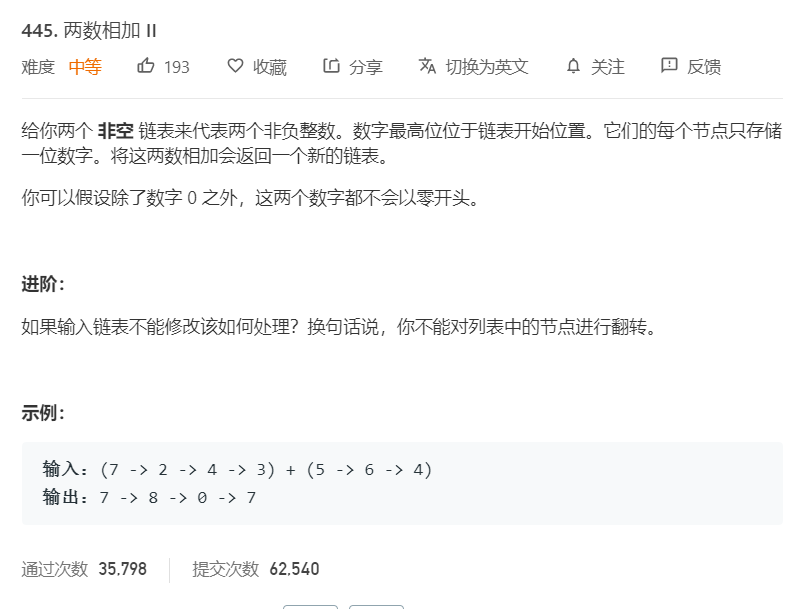 445. 两数相加 II
难度 中等 193 收藏 分享 切换为英文 关注 反馈
给你两个 非空 链表来代表两个非负整数。数字最高位位于链表开始位置。它们的每个节点只存储
一位数字。将这两数相加会返回一个新的链表。
你可以假设除了数字 0 之外，这两个数字都不会以零开头。
进阶：
如果输入链表不能修改该如何处理？换句话说，你不能对列表中的节点进行翻转。
示例：
输入：(7 -> 2 -> 4 -> 3) + (5 -> 6 -> 4)
输出：7 -> 8 -> 0 -> 7
通过次数 35,798 提交次数 62,540